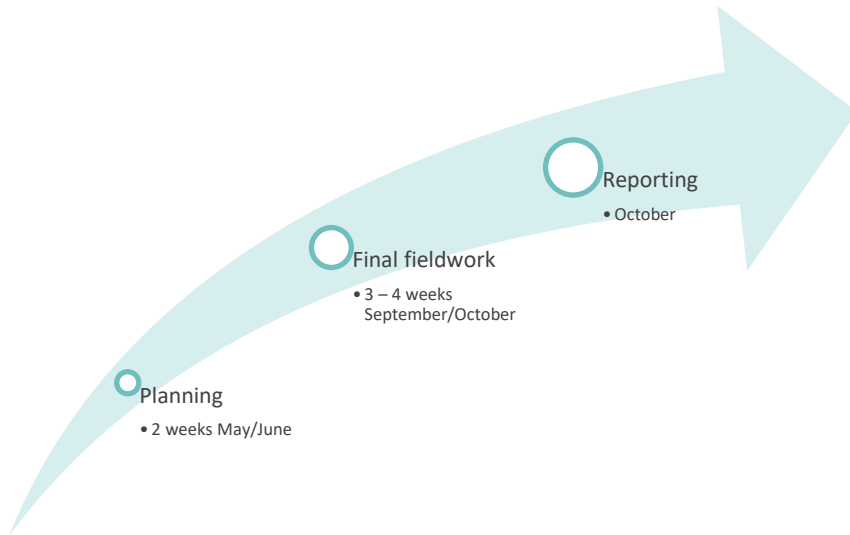 Reporting
• October
Final fieldwork
• 3 – 4 weeks
September/October
Planning
• 2 weeks May/June